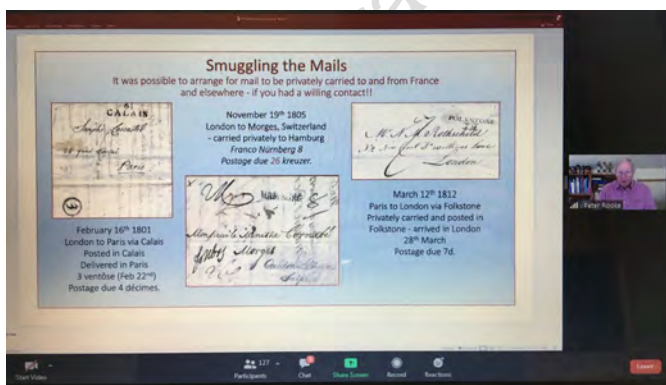 Smuggling the Mails
It was possible to arrange for mail to be privately carried to and from France
and elsewhere - if you had a willing contact!!
61
CALAIS
Paris
February 16th 1801
London to Paris via Calais
Posted in Calais
Delivered in Paris
3 ventôse (Feb 22nd)
Postage due 4 décimes.
November 19th 1805
London to Morges, Switzerland
- carried privately to Hamburg
Franco Nürnberg 8
Postage due 26 kreuzer.
Morges
FOLKSTONE
London
March 12th 1812
Paris to London via Folkstone
Privately carried and posted in
Folkstone - arrived in London
28th March
Postage due 7d.
Peter Rooke
Start Video
127
Participants
Chat
Share Screen
Record
Reactions
Leave